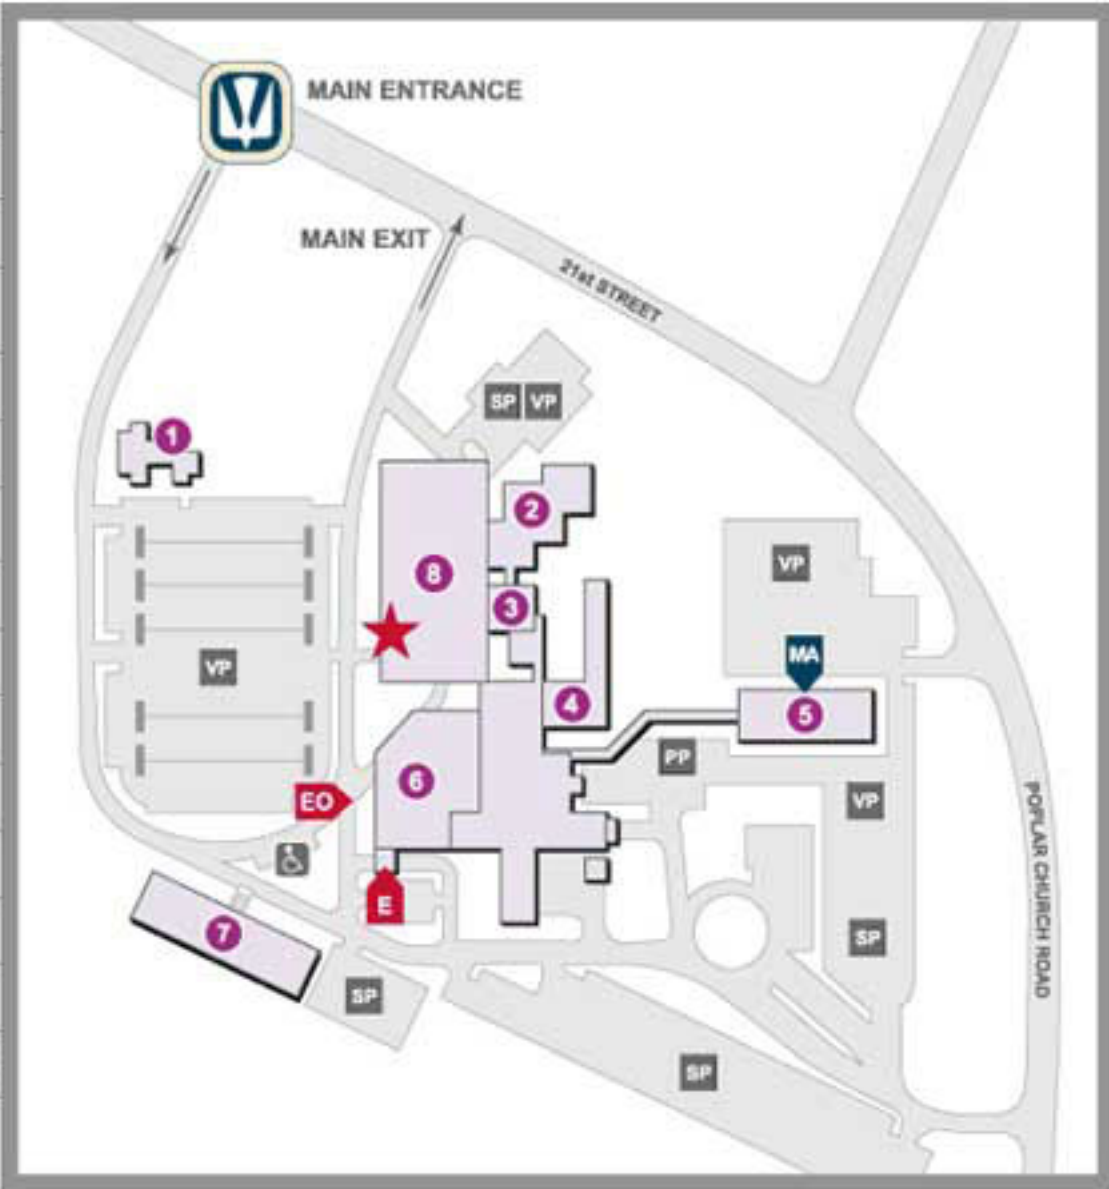 MAIN ENTRANCE
MAIN EXIT
21st STREET
SP VP
1
2
8
VP
3
MA
VP
4
5
PP
6
EO
VP
POPLAR CHURCH ROAD
E
7
SP
SP
SP